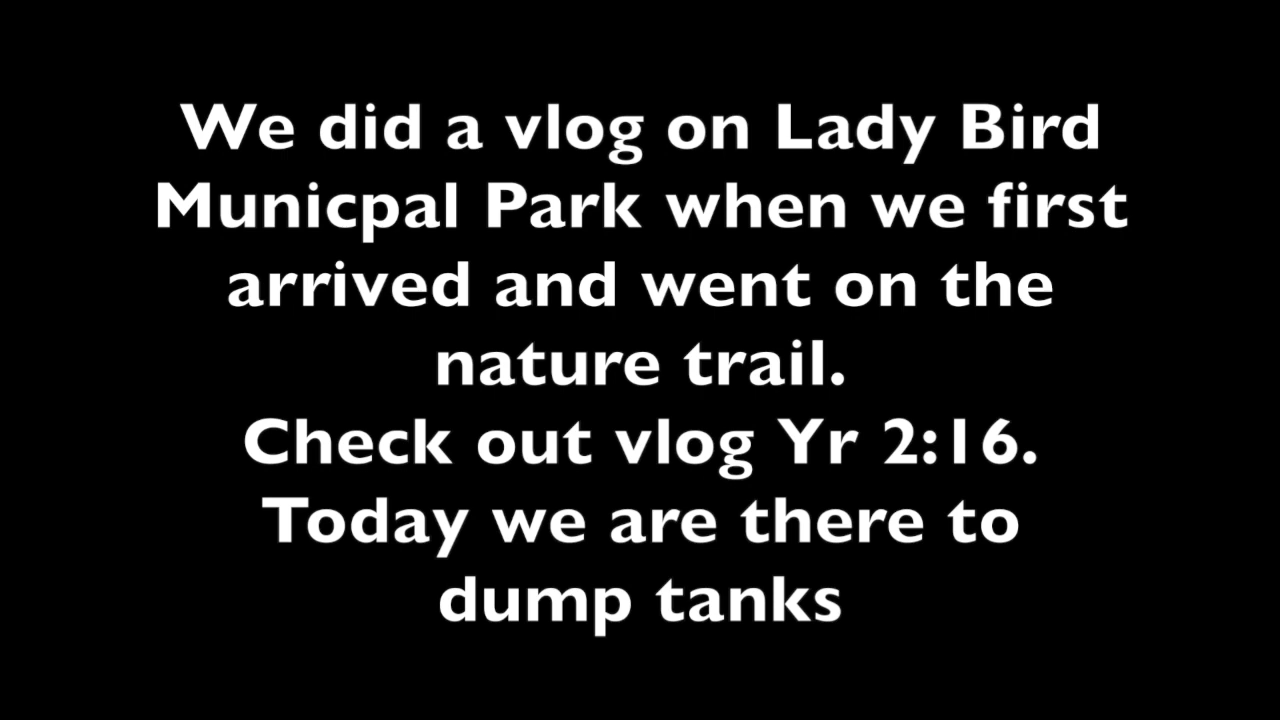 We did a vlog on Lady Bird
Municpal Park when we first
arrived and went on the
nature trail.
Check out vlog Yr 2:16.
Today we are there to
dump tanks